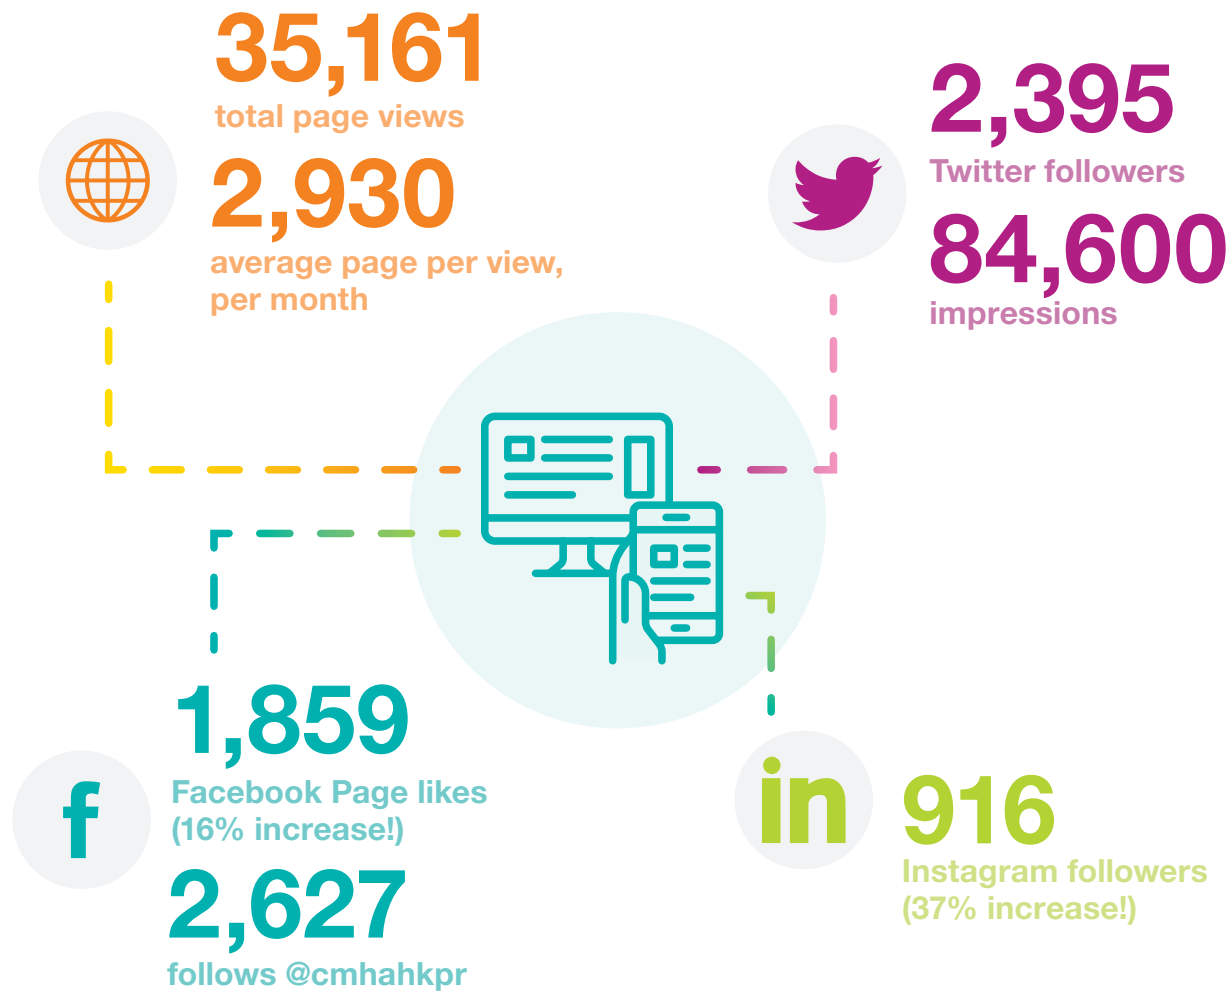 35,161
total page views
2,930
average page per view,
per month
2,395
Twitter followers
84,600
impressions
1,859
Facebook Page likes
(16% increase!)
2,627
follows @cmhahkpr
in
916
Instagram followers
(37% increase!)